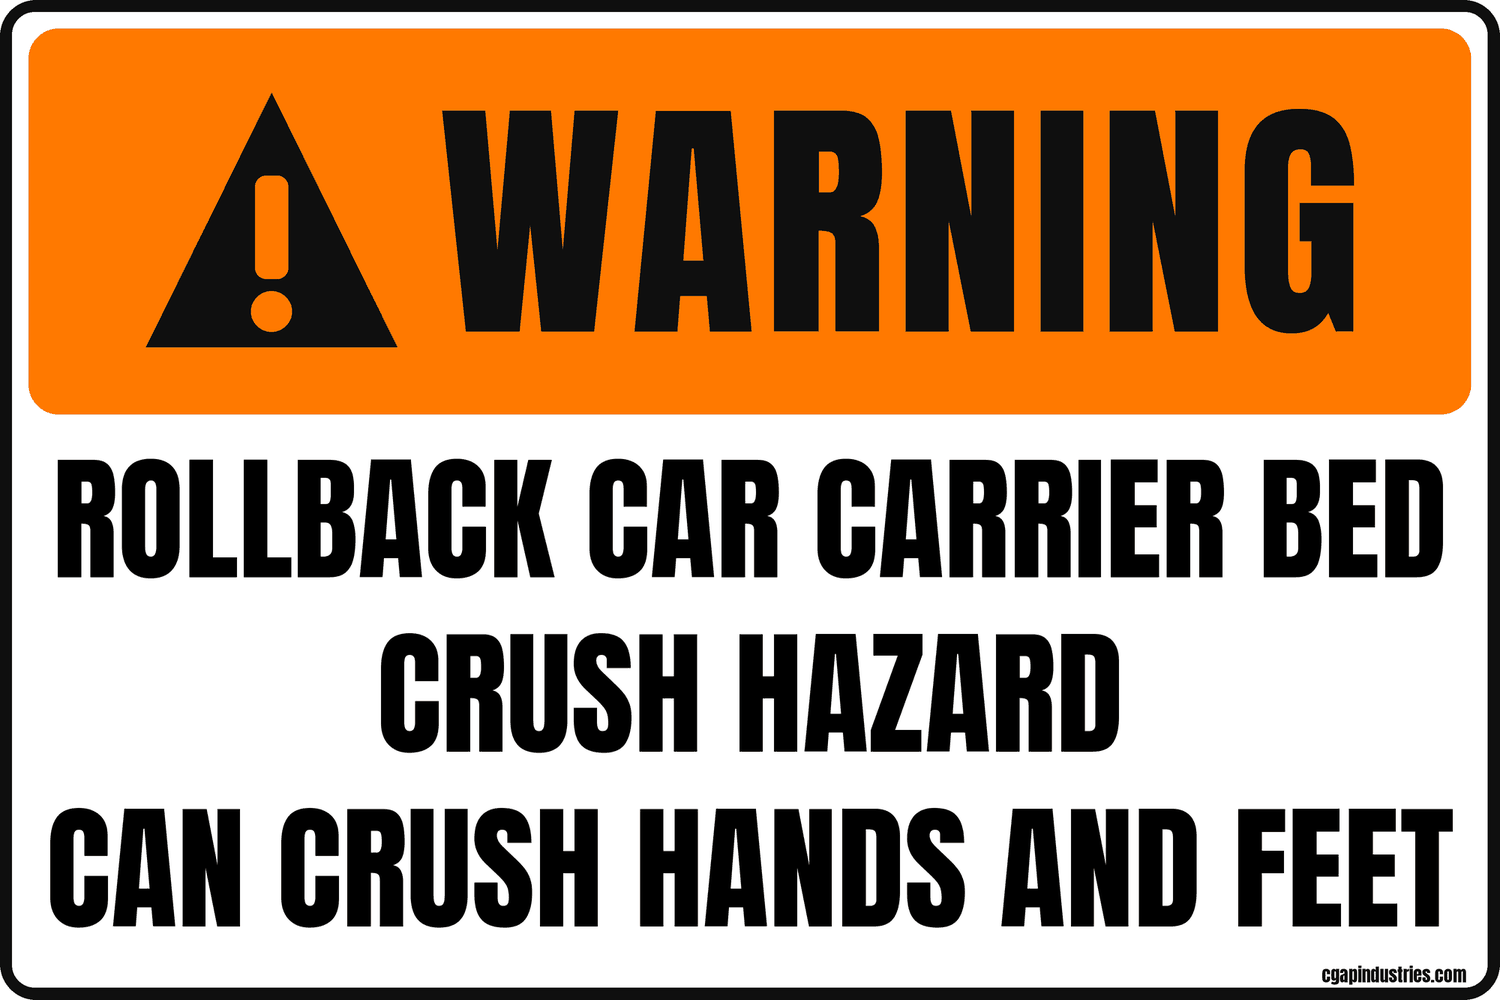 WARNING
ROLLBACK CAR CARRIER BED
CRUSH HAZARD
CAN CRUSH HANDS AND FEET
cgapindustries.com